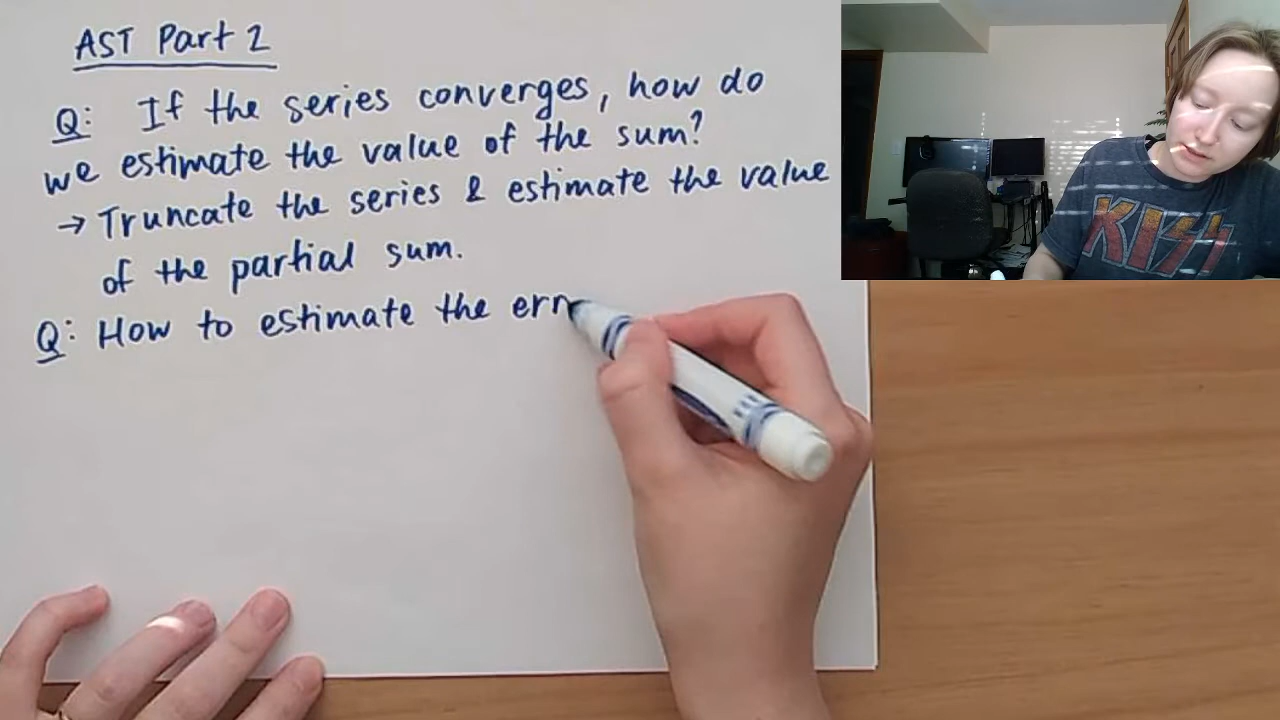 AST Part 2
Q: If the series converges, how do
we estimate the value of the sum?
→ Truncate the series & estimate the value
of the partial sum.
Q: How to estimate the err
KISS